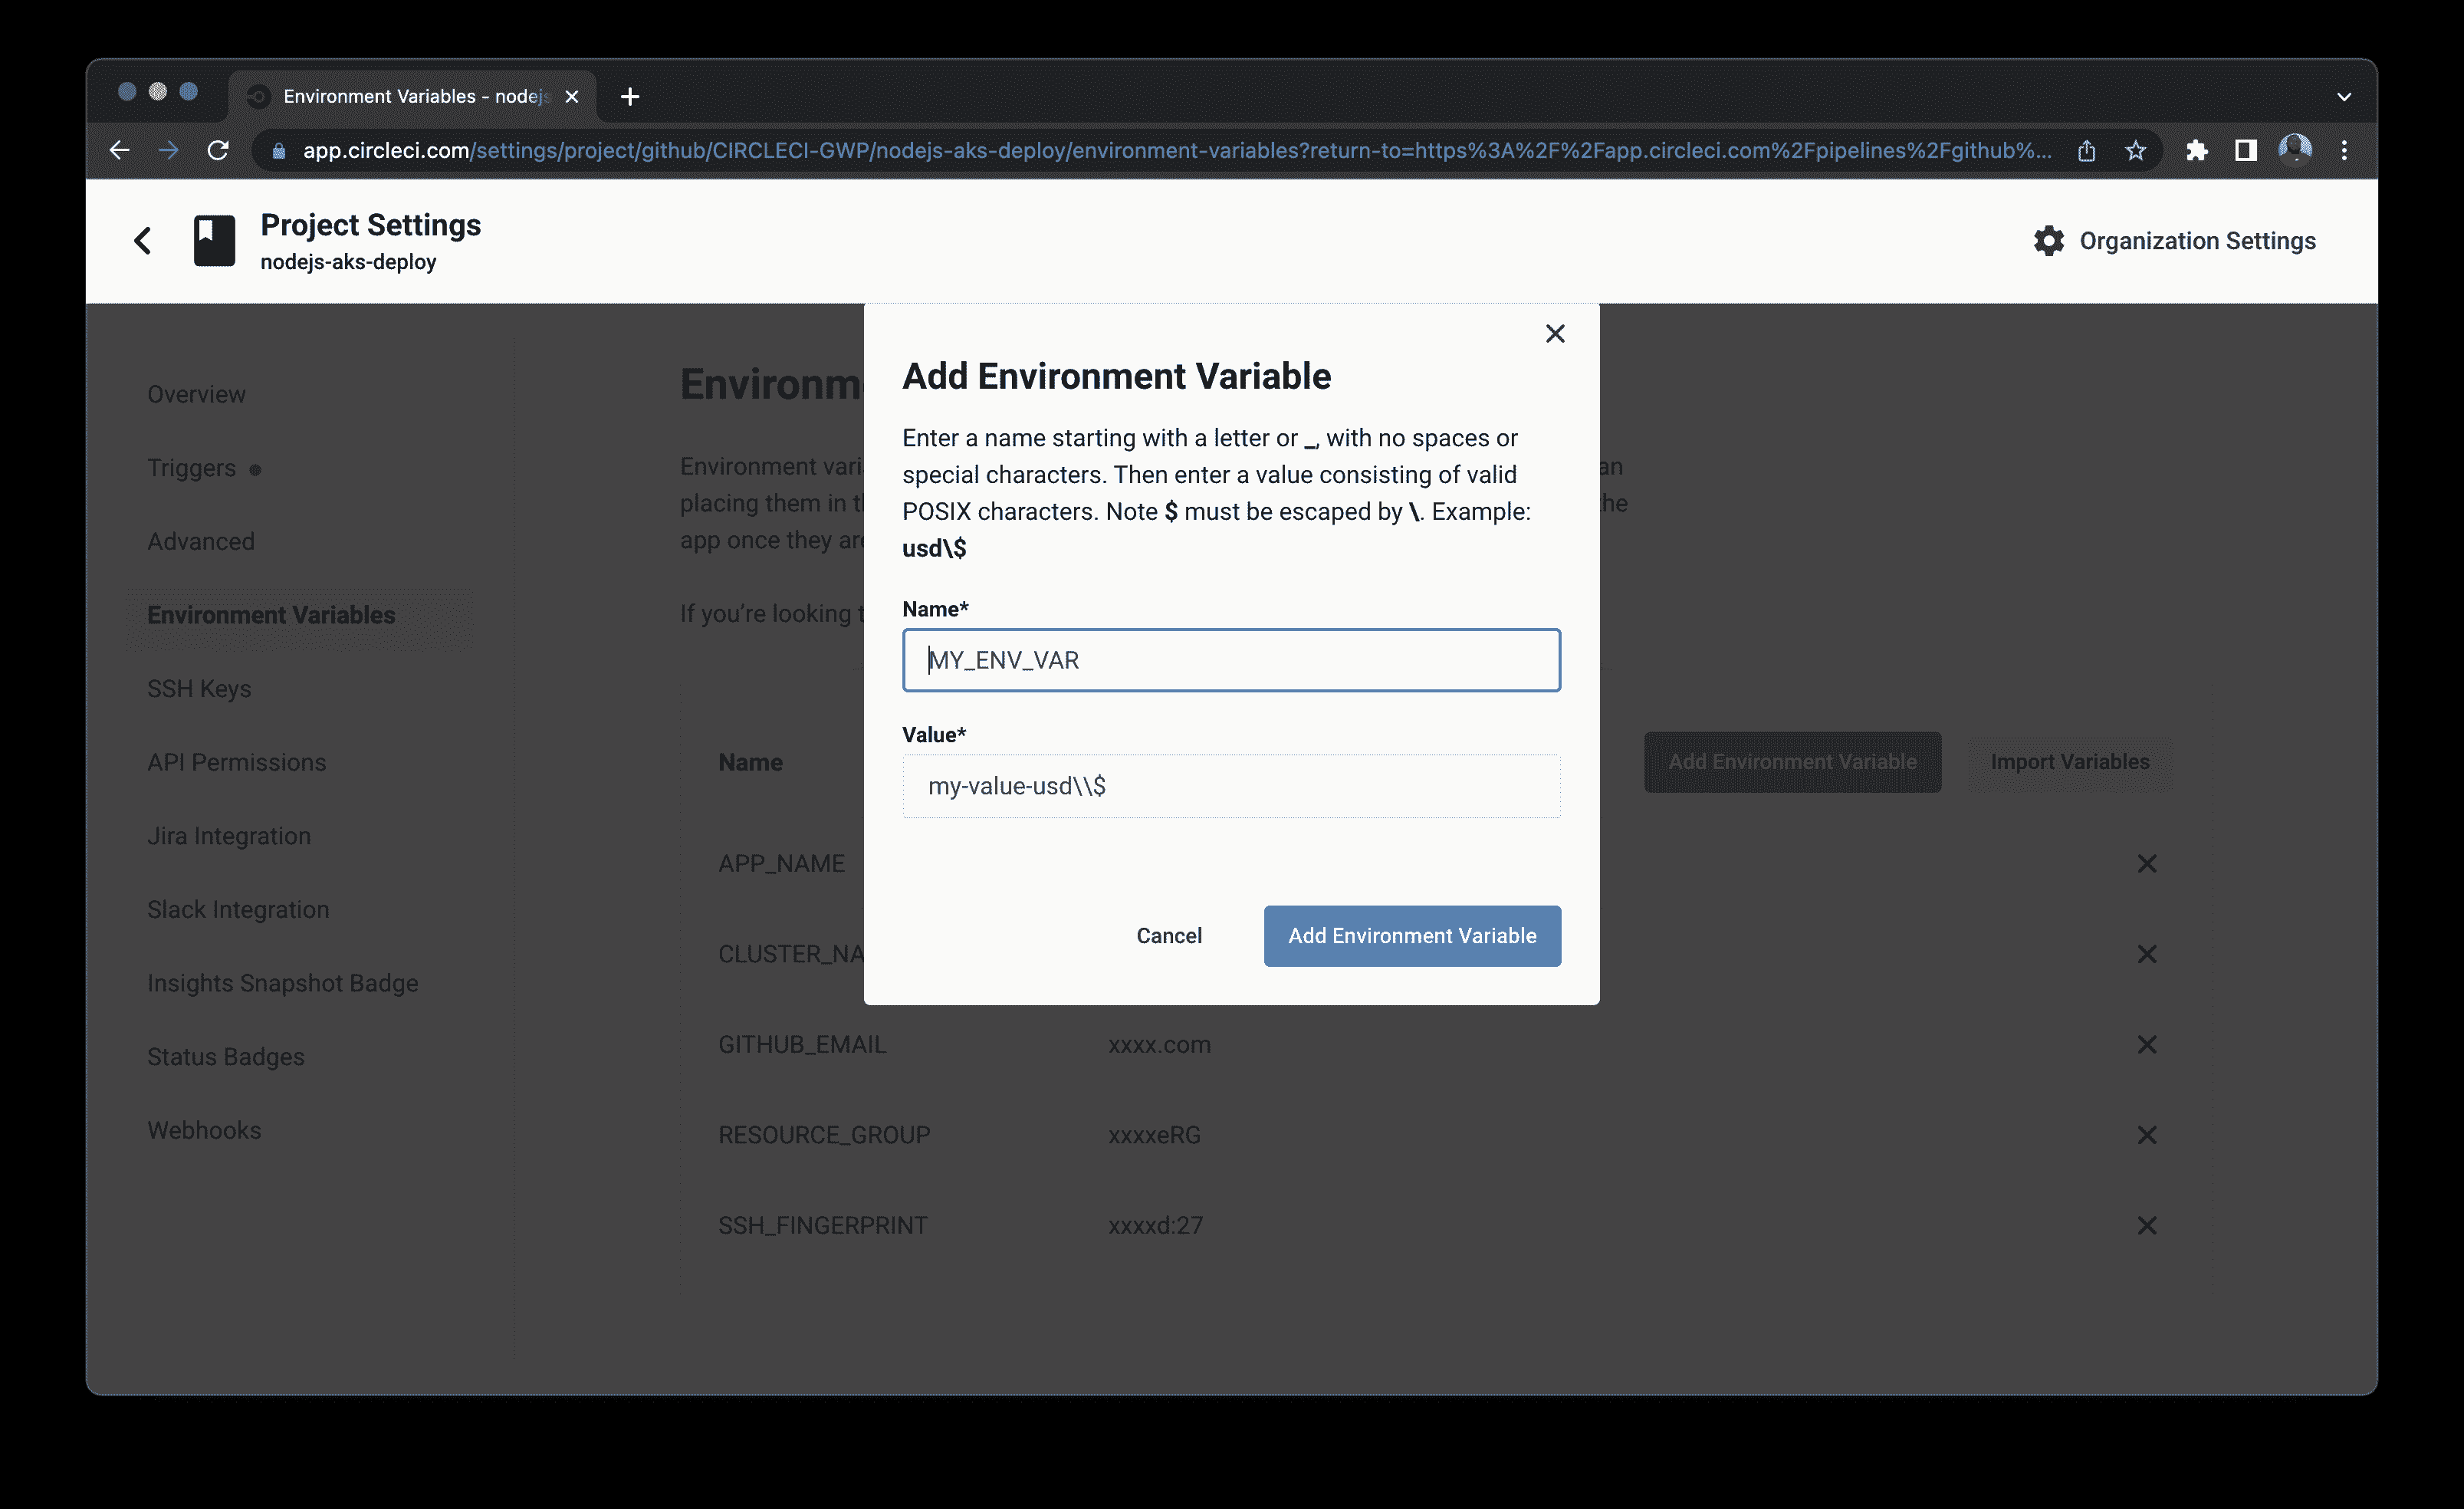 Environment Variables - nodejs
app.circleci.com/settings/project/github/CIRCLECI-GWP/nodejs-aks-deploy/environment-variables?return-to=https%3A%2F%2Fapp.circleci.com%2Fpipelines%2Fgithub%...
Project Settings
nodejs-aks-deploy
Organization Settings
Overview
Triggers
Advanced
Environment Variables
SSH Keys
API Permissions
Jira Integration
Slack Integration
Insights Snapshot Badge
Status Badges
Webhooks
Environm
Environment vari
placing them in t
app once they are
If you’re looking t
an
the
Add Environment Variable
Enter a name starting with a letter or _, with no spaces or
special characters. Then enter a value consisting of valid
POSIX characters. Note $ must be escaped by \. Example:
usd\$
Name*
MY_ENV_VAR
Value*
my-value-usd\\$
Cancel
Add Environment Variable
Name
Add Environment Variable
Import Variables
APP_NAME
CLUSTER_NA
GITHUB_EMAIL xxxx.com
RESOURCE_GROUP xxxxeRG
SSH_FINGERPRINT xxxxd:27